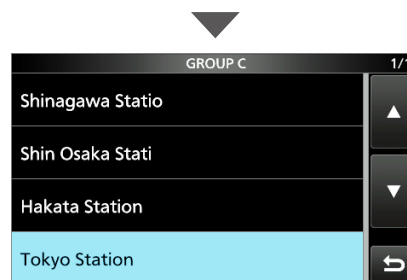 GROUP C 1/1
Shinagawa Statio
Shin Osaka Stati
Hakata Station
Tokyo Station